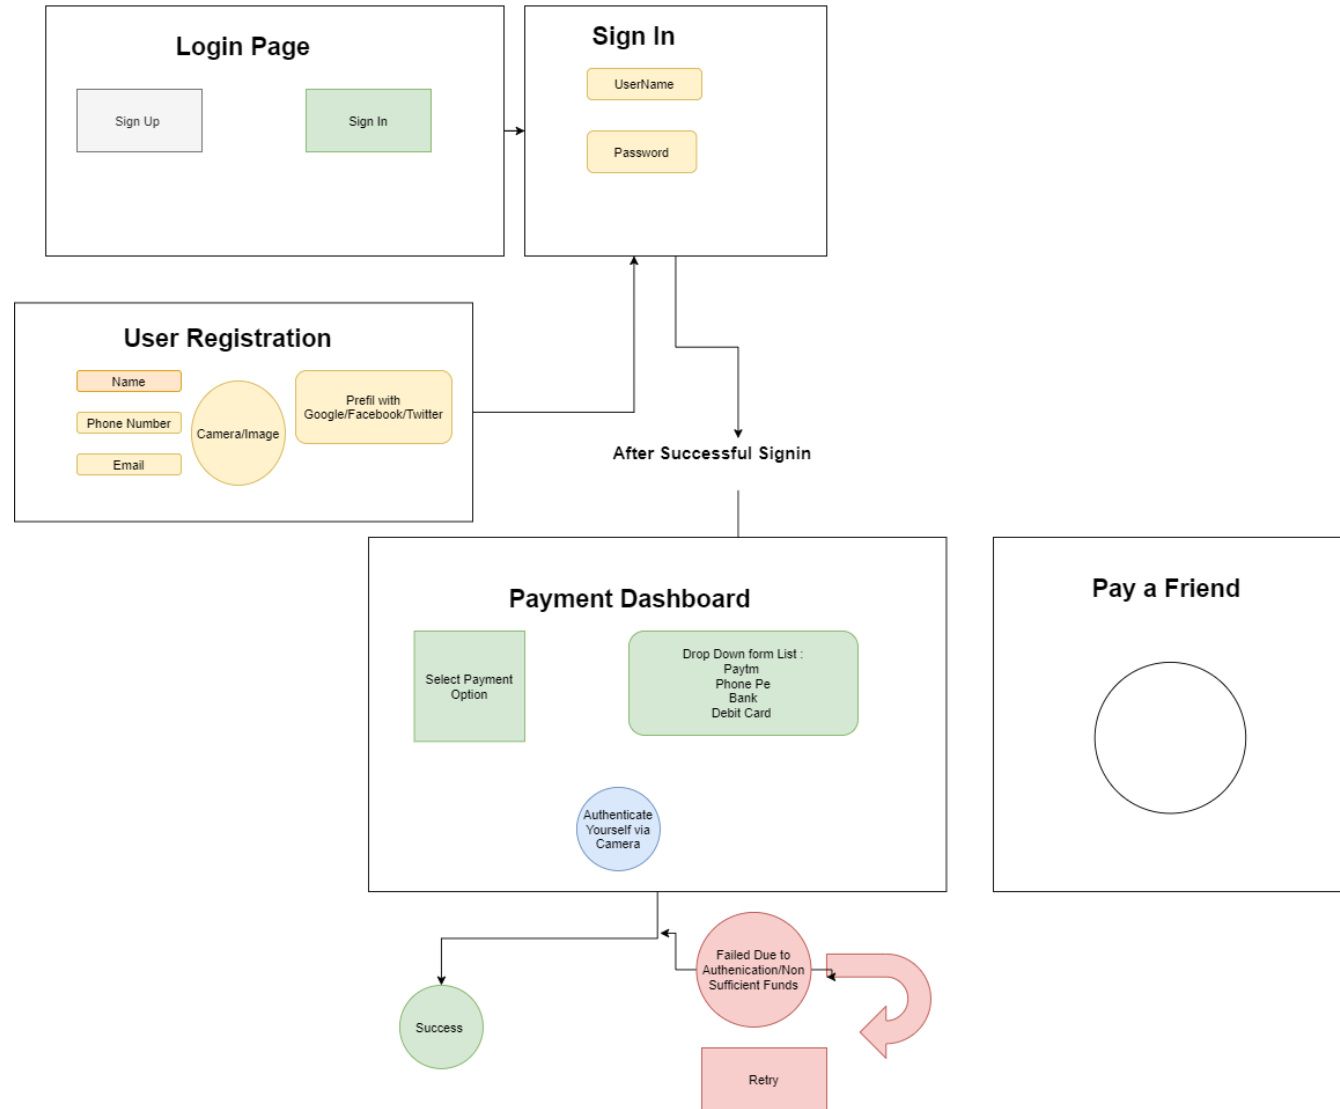 Login Page
Sign Up
Sign In
Sign In
UserName
Password
User Registration
Name
Phone Number
Email
Camera/Image
Prefil with
Google/Facebook/Twitter
After Successful Signin
Payment Dashboard
Select Payment
Option
Drop Down form List :
Paytm
Phone Pe
Bank
Debit Card
Authenticate
Yourself via
Camera
Pay a Friend
Success
Failed Due to
Authenication/Non
Sufficient Funds
Retry